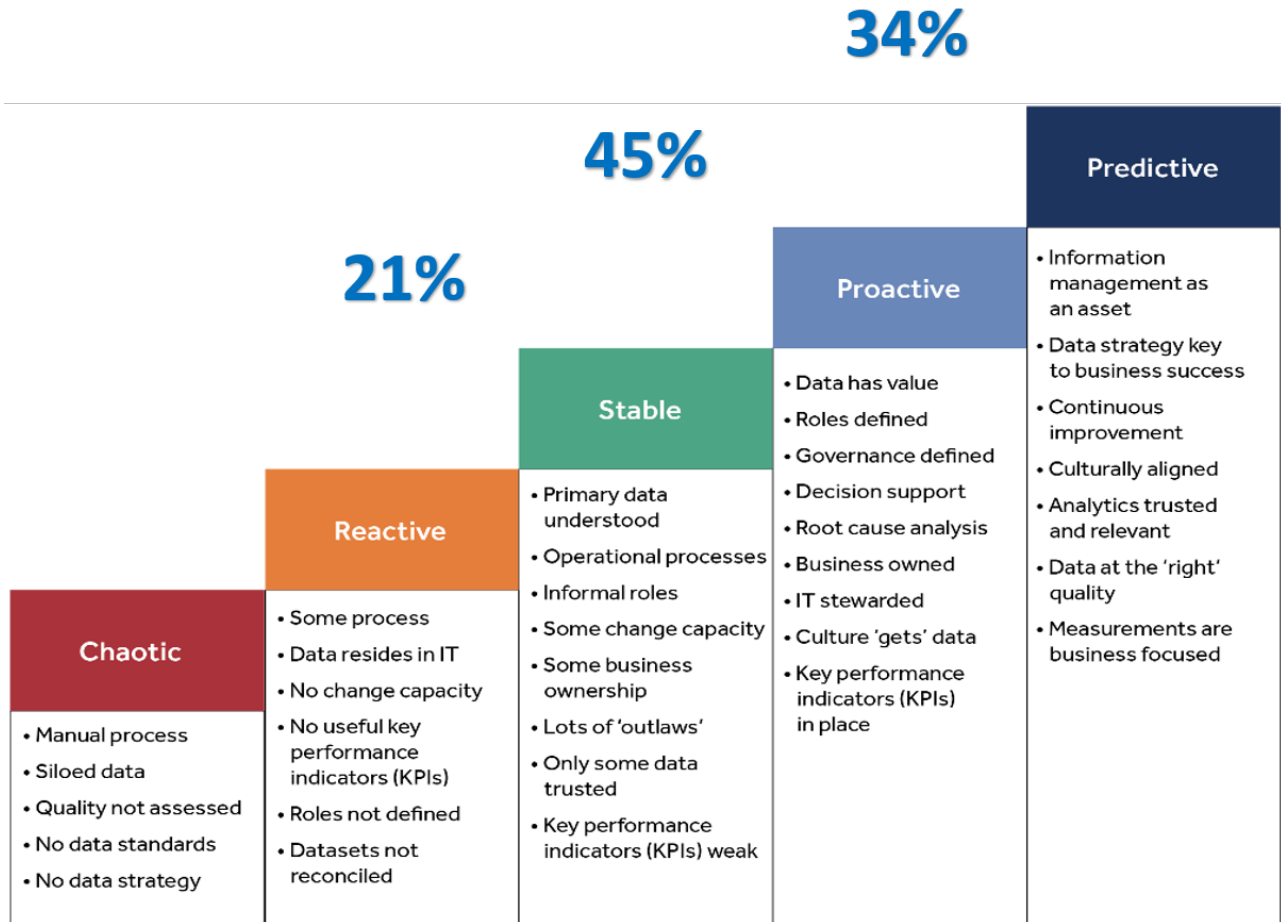 34%
45%
21%
Chaotic
• Manual process
• Siloed data
• Quality not assessed
• No data standards
• No data strategy
Reactive
• Some process
• Data resides in IT
• No change capacity
• No useful key
performance
indicators (KPIs)
• Roles not defined
• Datasets not
reconciled
Stable
• Primary data
understood
• Operational processes
• Informal roles
• Some change capacity
• Some business
ownership
• Lots of ‘outlaws’
• Only some data
trusted
• Key performance
indicators (KPIs) weak
Proactive
• Data has value
• Roles defined
• Governance defined
• Decision support
• Root cause analysis
• Business owned
• IT stewarded
• Culture ‘gets’ data
• Key performance
indicators (KPIs)
in place
Predictive
• Information
management as
an asset
• Data strategy key
to business success
• Continuous
improvement
• Culturally aligned
• Analytics trusted
and relevant
• Data at the ‘right’
quality
• Measurements are
business focused